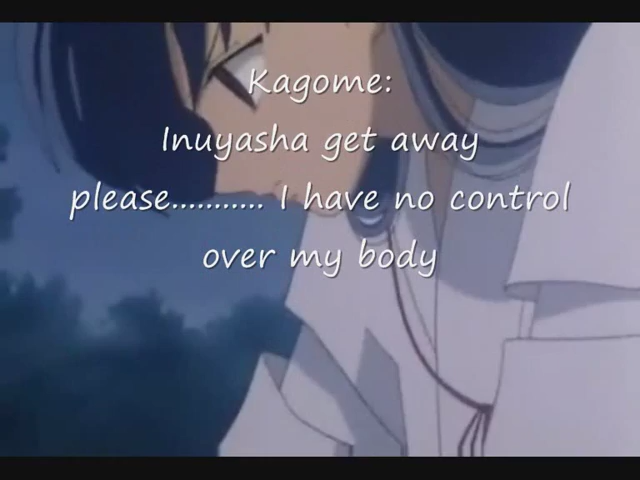 Kagome:
Inuyasha get away
please........... I have no control
over my body